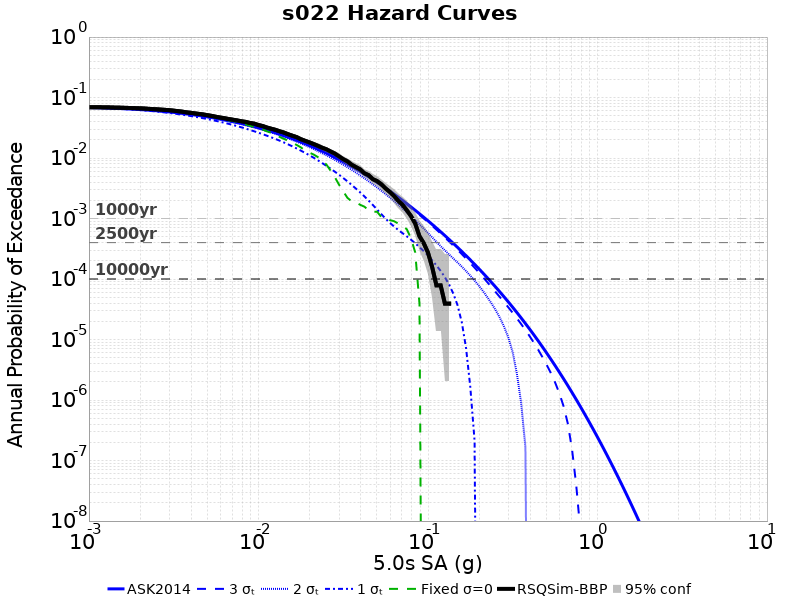 s022 Hazard Curves
Annual Probability of Exceedance
10^0
10^-1
10^-2
10^-3
10^-4
10^-5
10^-6
10^-7
10^-8
1000yr
2500yr
10000yr
10^-3 10^-2 10^-1 10^0 10^1
5.0s SA (g)
ASK2014 3 σₜ 2 σₜ 1 σₜ Fixed σ=0 RSQSim-BBP 95% conf